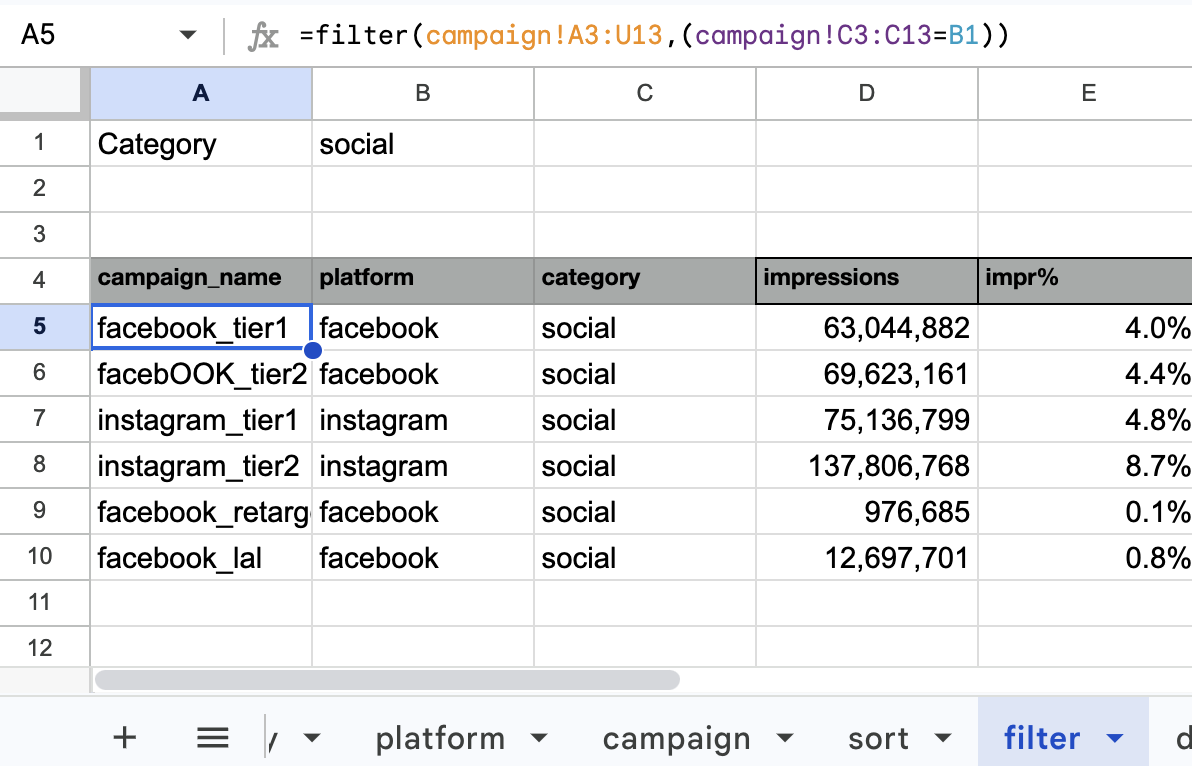 A5 fx =filter(campaign!A3:U13,(campaign!C3:C13=B1))
A B C D E
1 Category social
2
3
4 campaign_name platform category impressions impr%
5 facebook_tier1 facebook social 63,044,882 4.0%
6 facebOOK_tier2 facebook social 69,623,161 4.4%
7 instagram_tier1 instagram social 75,136,799 4.8%
8 instagram_tier2 instagram social 137,806,768 8.7%
9 facebook_retarg facebook social 976,685 0.1%
10 facebook_lal facebook social 12,697,701 0.8%
11
12
platform campaign sort filter